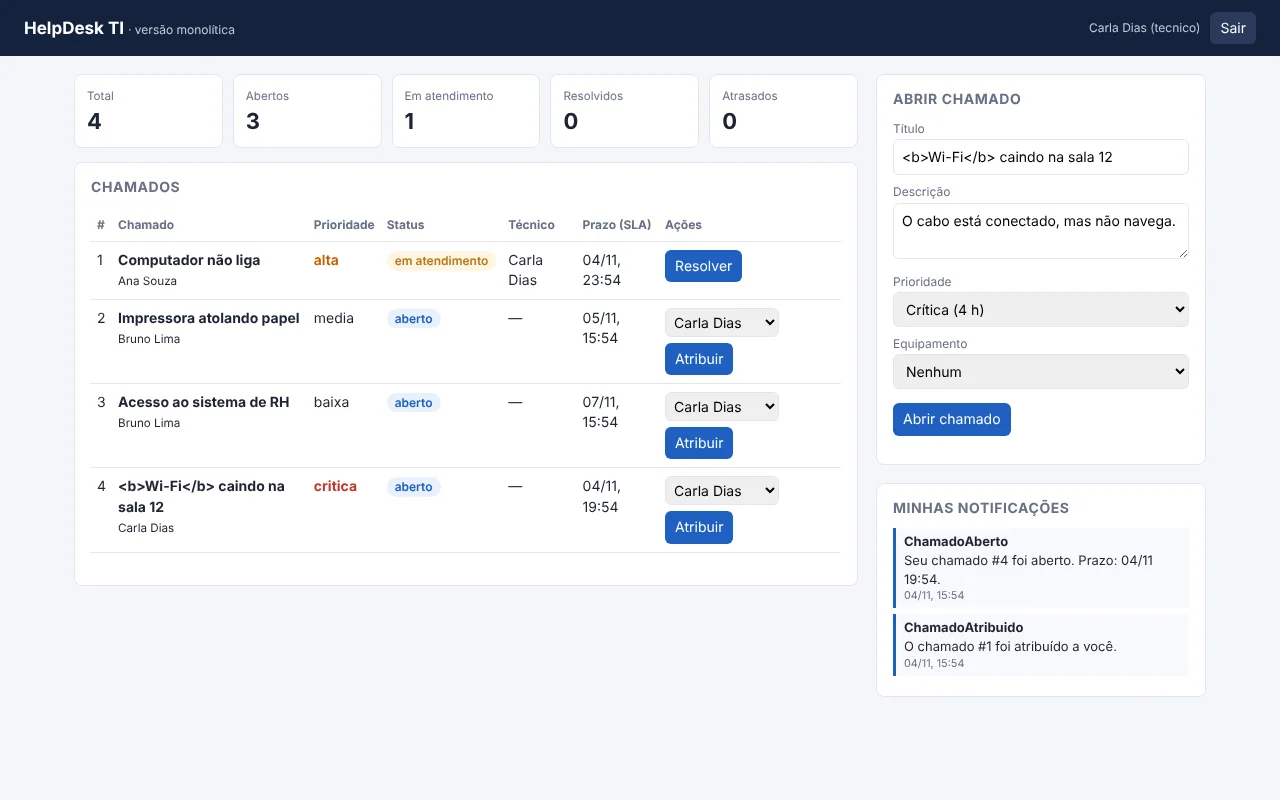 HelpDesk TI · versão monolítica
Carla Dias (tecnico)
Sair
Total
4
Abertos
3
Em atendimento
1
Resolvidos
0
Atrasados
0
CHAMADOS
# Chamado Prioridade Status Técnico Prazo (SLA) Ações
1 Computador não liga alta em atendimento Carla 04/11, Resolver
Ana Souza Dias 23:54
2 Impressora atolando papel media aberto — 05/11, Carla Dias
Bruno Lima 15:54
Atribuir
3 Acesso ao sistema de RH baixa aberto — 07/11, Carla Dias
Bruno Lima 15:54
Atribuir
4 <b>Wi-Fi</b> caindo na critica aberto — 04/11, Carla Dias
sala 12 19:54
Carla Dias Atribuir
ABRIR CHAMADO
Título
<b>Wi-Fi</b> caindo na sala 12
Descrição
O cabo está conectado, mas não navega.
Prioridade
Crítica (4 h)
Equipamento
Nenhum
Abrir chamado
MINHAS NOTIFICAÇÕES
ChamadoAberto
Seu chamado #4 foi aberto. Prazo: 04/11
19:54.
04/11, 15:54
ChamadoAtribuido
O chamado #1 foi atribuído a você.
04/11, 15:54